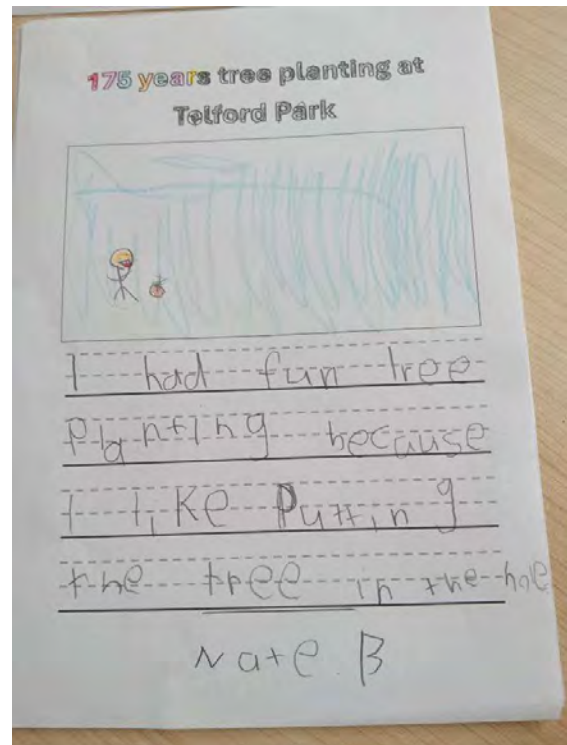 175 years tree planting at
Telford Park
I had fun tree
Planting because
I like Putting
the tree in the hole
Nate B